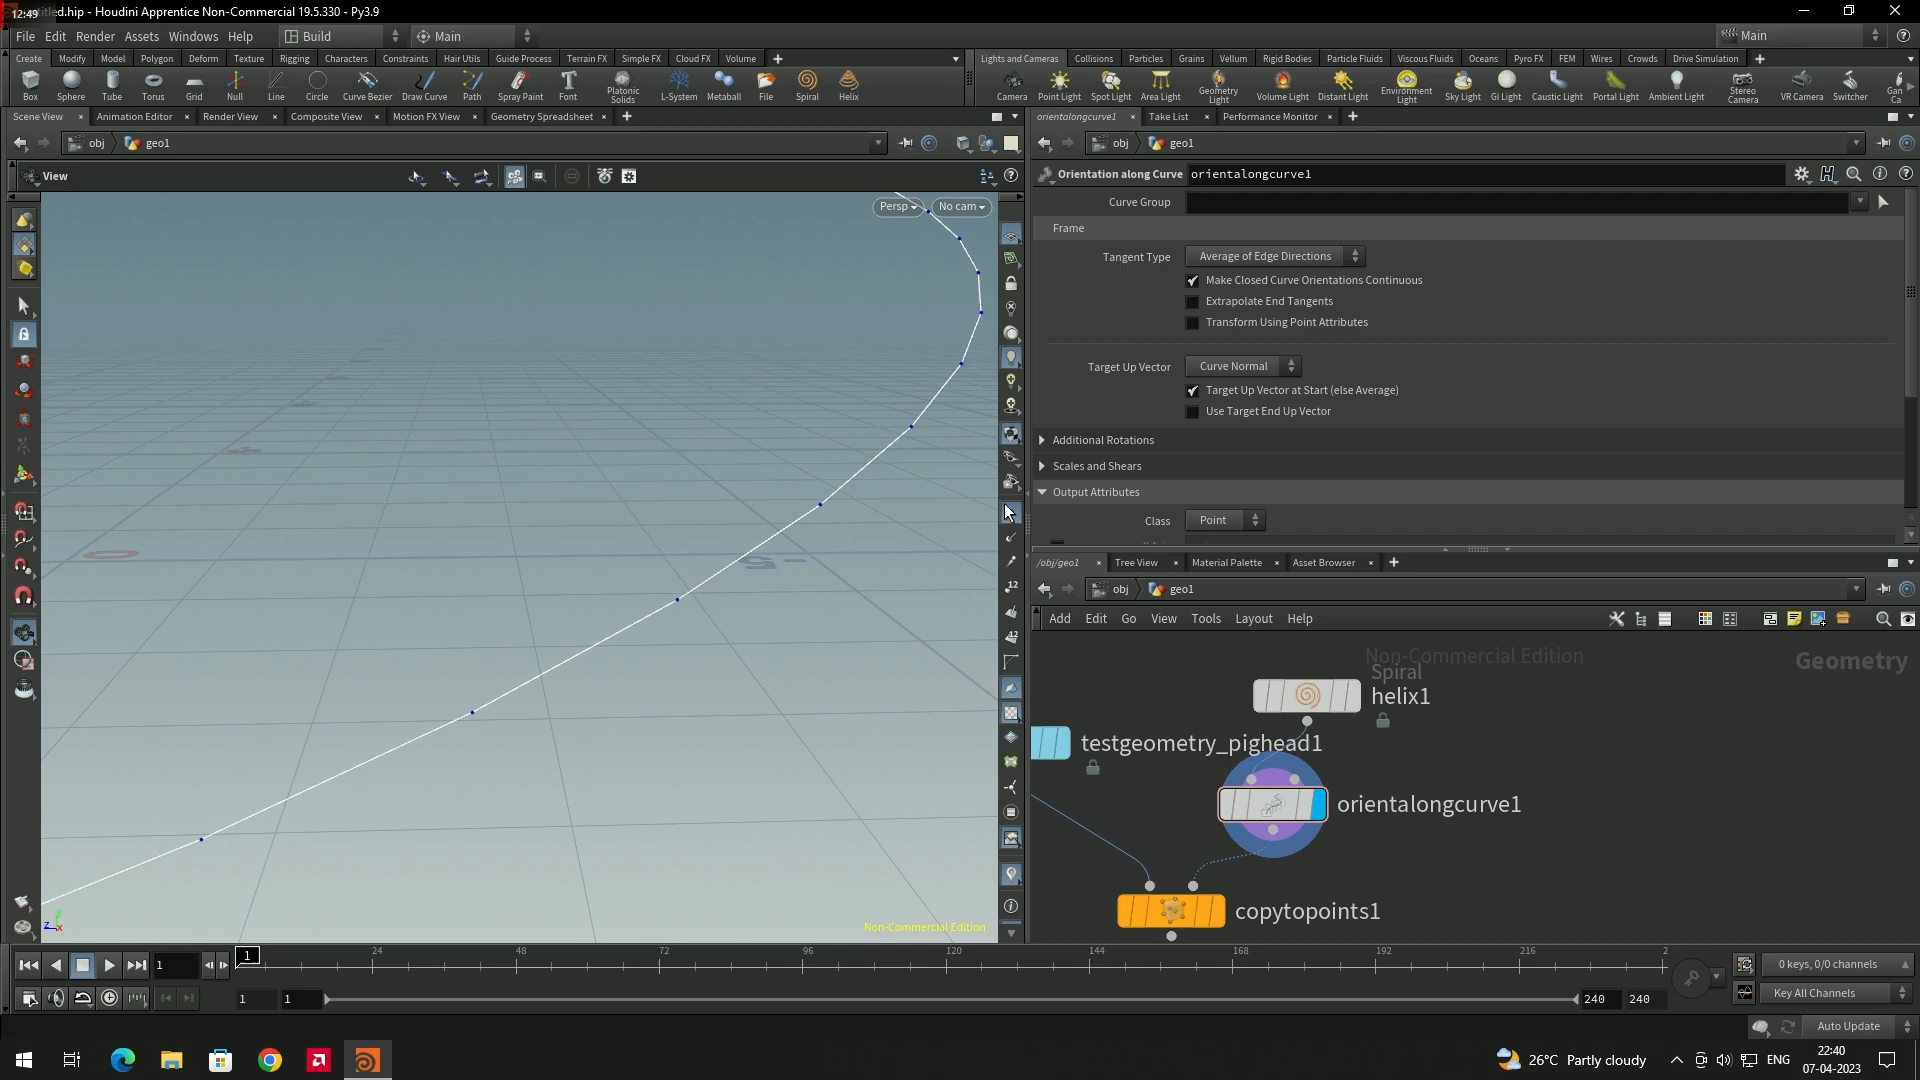 12:49
d.hip - Houdini Apprentice Non-Commercial 19.5.330 - Py3.9
File Edit Render Assets Windows Help Build Main Main
Create Modify Model Polygon Deform Texture Rigging Characters Constraints Hair Utils Guide Process Terrain FX Simple FX Cloud FX Volume
Lights and Cameras Collisions Particles Grains Vellum Rigid Bodies Particle Fluids Viscous Fluids Oceans Pyro FX FEM Wires Crowds Drive Simulation
Box Sphere Tube Torus Grid Null Line Circle Curve Bezier Draw Curve Path Spray Paint Font Platonic Solids L-System Metaball File Spiral Helix
Camera Point Light Spot Light Area Light Geometry Light Volume Light Distant Light Environment Light Sky Light GI Light Caustic Light Portal Light Ambient Light Stereo Camera VR Camera Switcher Gan Ca
Scene View Animation Editor Render View Composite View Motion FX View Geometry Spreadsheet
orientalongcurve1 Take List Performance Monitor
obj geo1
obj geo1
View
Persp No cam
Non-Commercial Edition
Orientation along Curve orientalongcurve1
Curve Group
Frame
Tangent Type Average of Edge Directions
Make Closed Curve Orientations Continuous
Extrapolate End Tangents
Transform Using Point Attributes
Target Up Vector Curve Normal
Target Up Vector at Start (else Average)
Use Target End Up Vector
Additional Rotations
Scales and Shears
Output Attributes
Class Point
/obj/geo1 Tree View Material Palette Asset Browser
obj geo1
Add Edit Go View Tools Layout Help
Non-Commercial Edition
Geometry
Spiral
helix1
testgeometry_pighead1
orientalongcurve1
copytopoints1
1 1 24 48 72 96 120 144 168 192 216 2
0 keys, 0/0 channels
1 1 240 240
Key All Channels
Auto Update
26°C Partly cloudy
ENG
22:40
07-04-2023